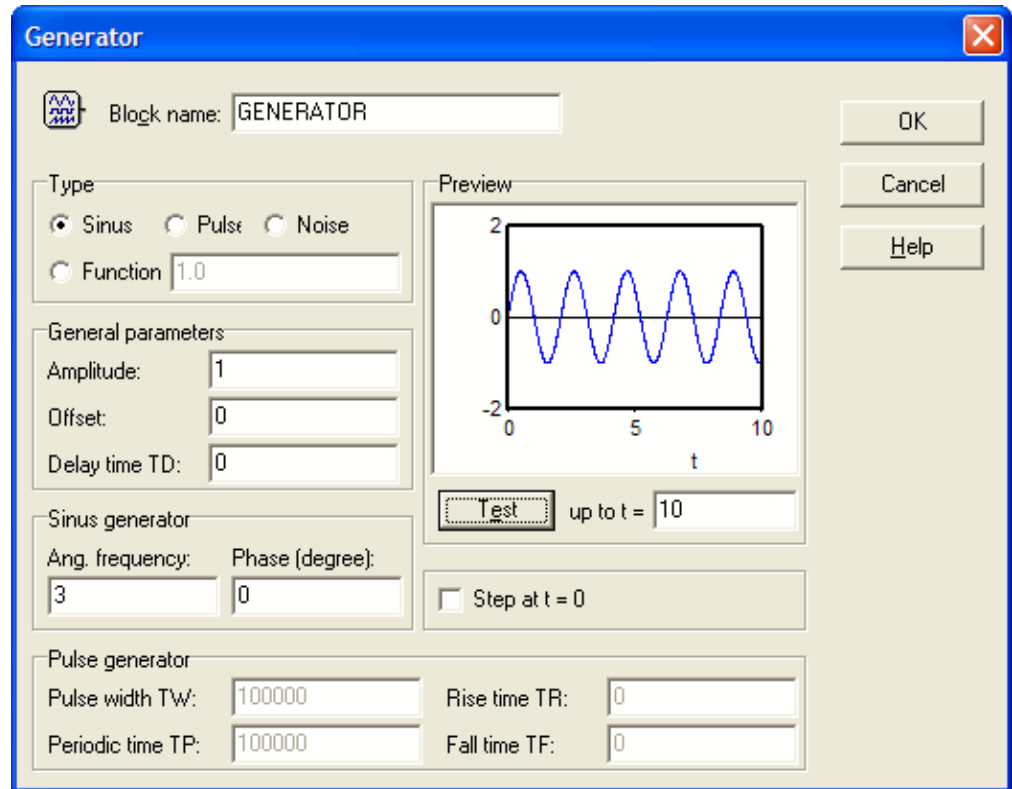 Generator
Block name: GENERATOR
OK
Cancel
Help
Type
Sinus Pulse Noise
Function 1.0
General parameters
Amplitude: 1
Offset: 0
Delay time TD: 0
Sinus generator
Ang. frequency: Phase (degree):
3 0
Preview
2
0
-2
0 5 10
t
Test up to t = 10
Step at t = 0
Pulse generator
Pulse width TW: 100000 Rise time TR: 0
Periodic time TP: 100000 Fall time TF: 0